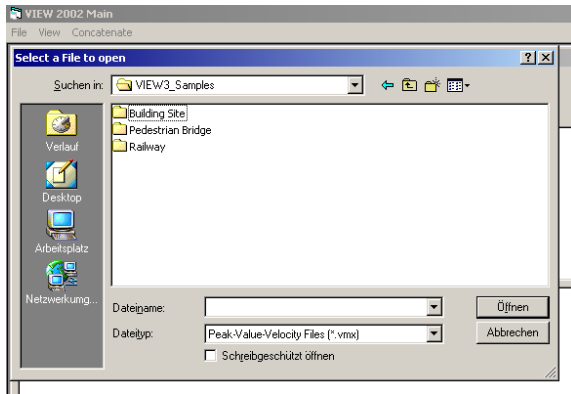 VIEW 2002 Main
File View Concatenate
Select a File to open
Suchen in: VIEW3_Samples
Verlauf
Desktop
Arbeitsplatz
Netzwerkumg...
Building Site
Pedestrian Bridge
Railway
Dateiname: Öffnen
Dateityp: Peak-Value-Velocity Files (*.vmx) Abbrechen
Schreibgeschützt öffnen